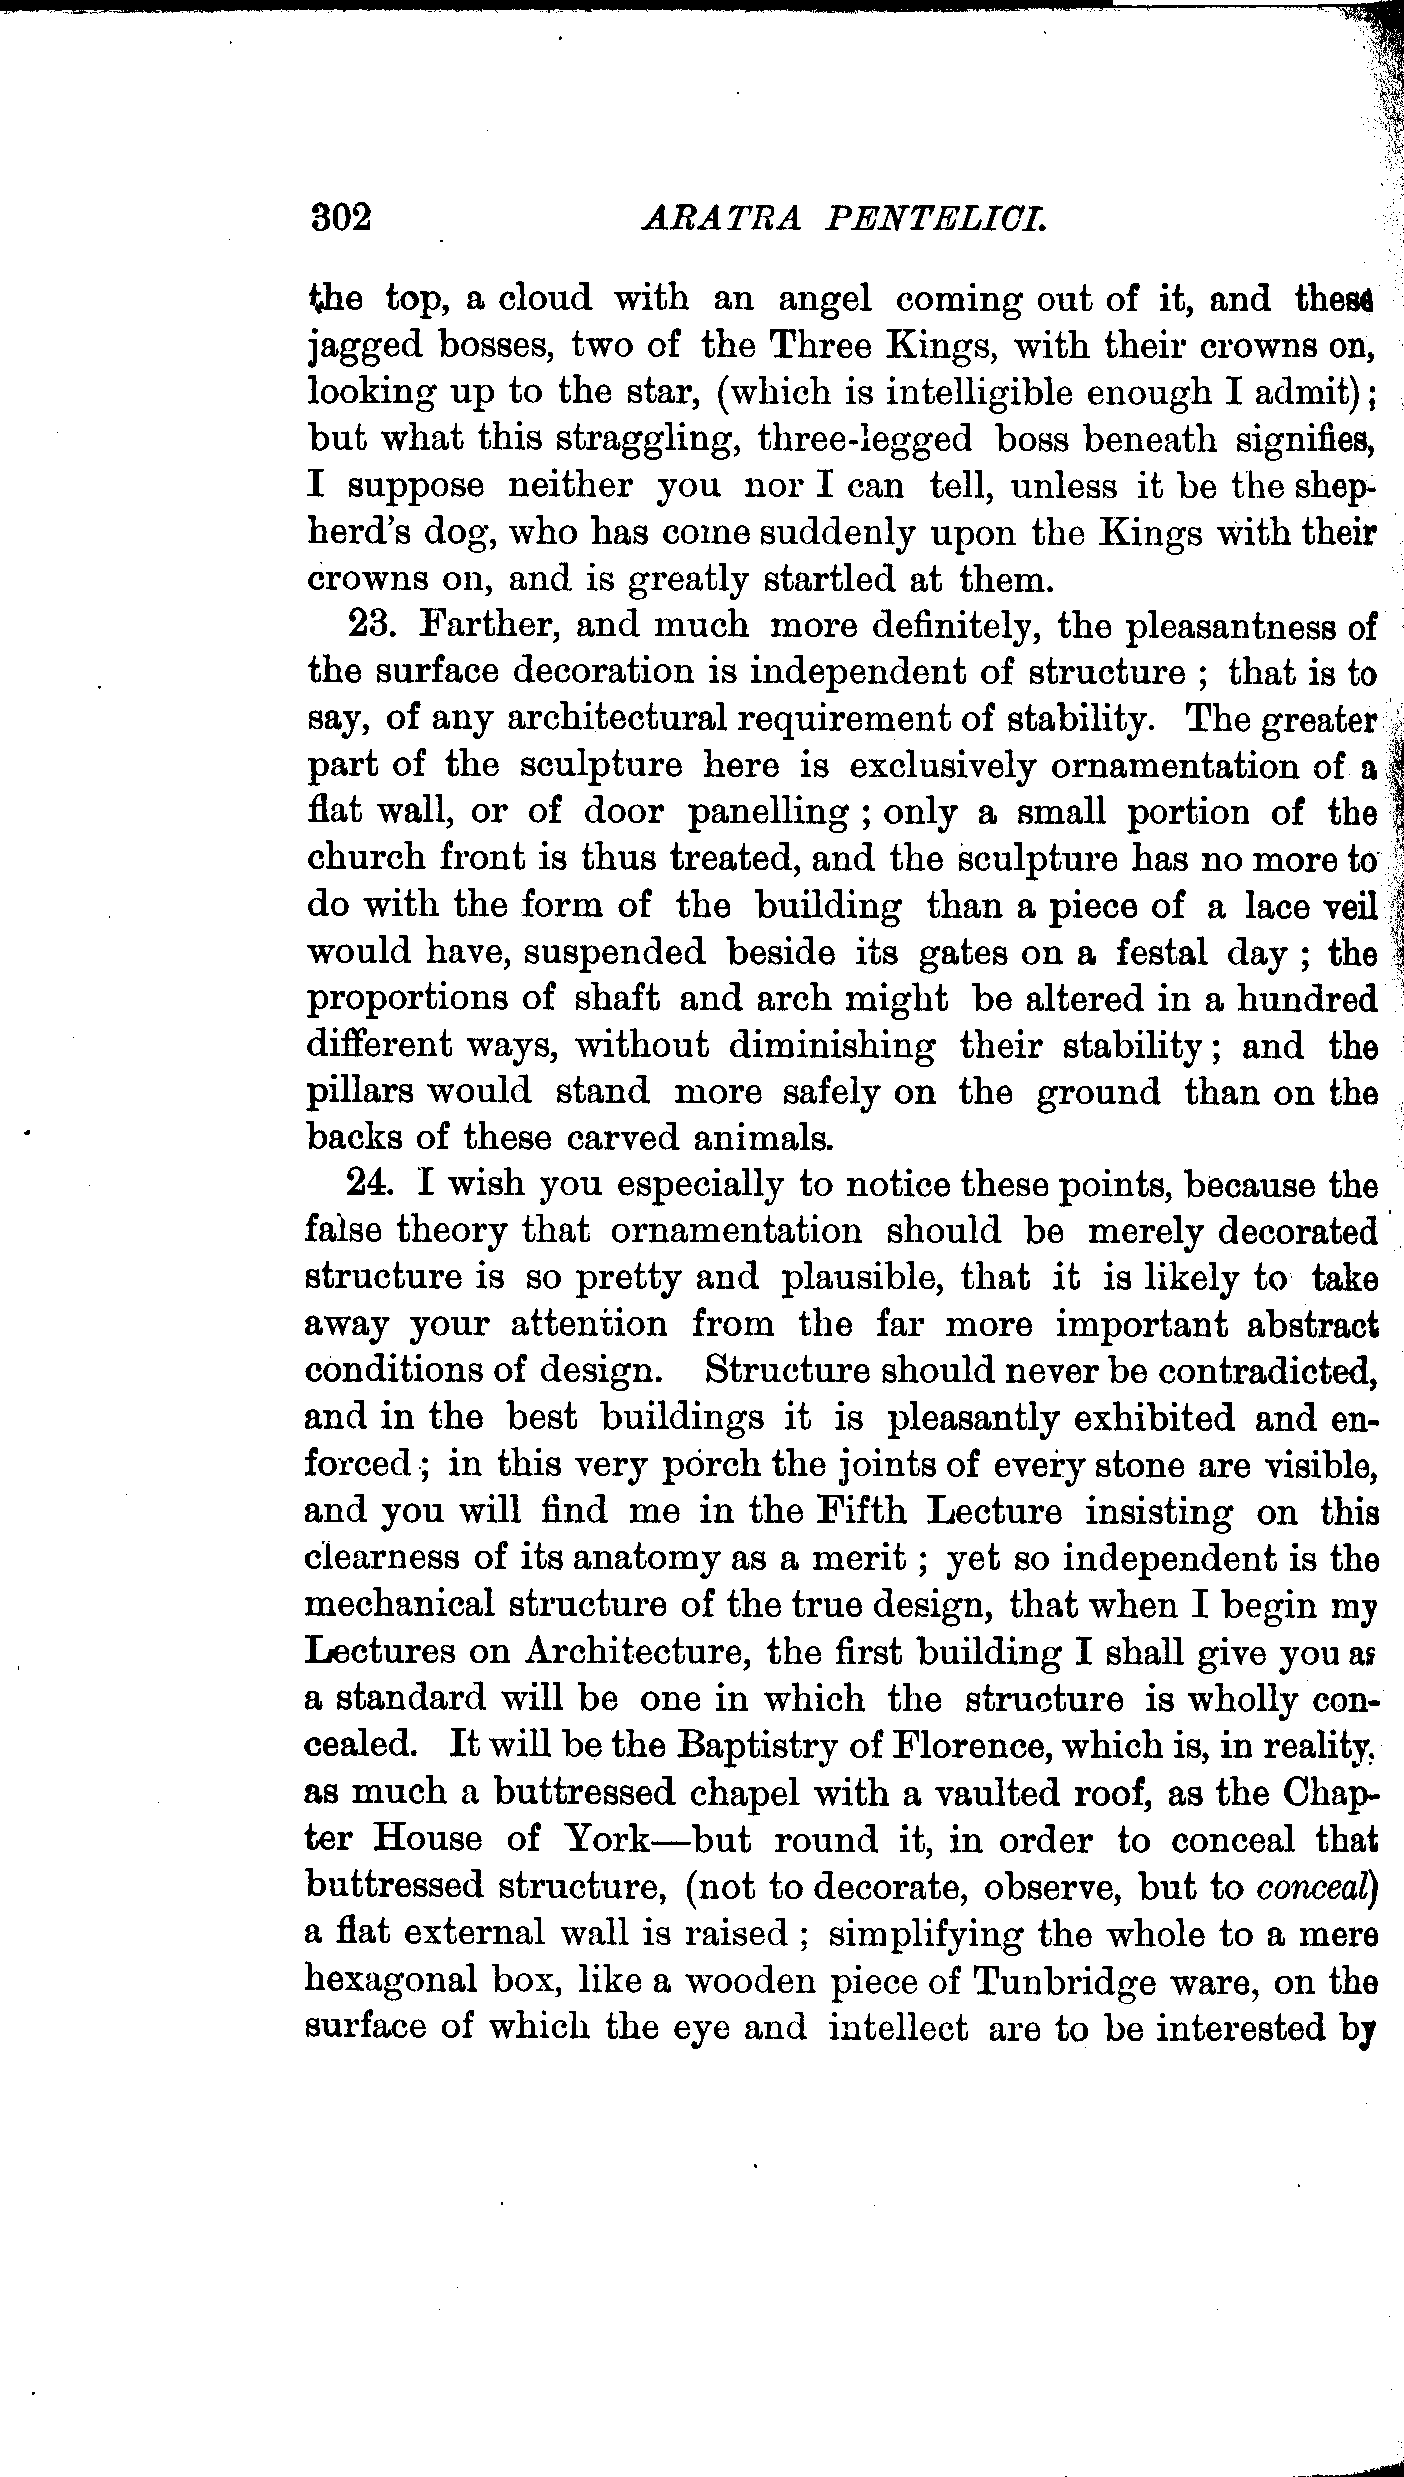 302 ARATRA PENTELICI.
the top, a cloud with an angel coming out of it, and these
jagged bosses, two of the Three Kings, with their crowns on,
looking up to the star, (which is intelligible enough I admit);
but what this straggling, three-legged boss beneath signifies,
I suppose neither you nor I can tell, unless it be the shep-
herd's dog, who has come suddenly upon the Kings with their
crowns on, and is greatly startled at them.
23. Farther, and much more definitely, the pleasantness of
the surface decoration is independent of structure ; that is to
say, of any architectural requirement of stability. The greater
part of the sculpture here is exclusively ornamentation of a
flat wall, or of door panelling ; only a small portion of the
church front is thus treated, and the sculpture has no more to
do with the form of the building than a piece of a lace veil
would have, suspended beside its gates on a festal day ; the
proportions of shaft and arch might be altered in a hundred
different ways, without diminishing their stability; and the
pillars would stand more safely on the ground than on the
backs of these carved animals.
24. I wish you especially to notice these points, because the
false theory that ornamentation should be merely decorated
structure is so pretty and plausible, that it is likely to take
away your attention from the far more important abstract
conditions of design. Structure should never be contradicted,
and in the best buildings it is pleasantly exhibited and en-
forced ; in this very porch the joints of every stone are visible,
and you will find me in the Fifth Lecture insisting on this
clearness of its anatomy as a merit ; yet so independent is the
mechanical structure of the true design, that when I begin my
Lectures on Architecture, the first building I shall give you as
a standard will be one in which the structure is wholly con-
cealed. It will be the Baptistry of Florence, which is, in reality,
as much a buttressed chapel with a vaulted roof, as the Chap-
ter House of York—but round it, in order to conceal that
buttressed structure, (not to decorate, observe, but to conceal)
a flat external wall is raised ; simplifying the whole to a mere
hexagonal box, like a wooden piece of Tunbridge ware, on the
surface of which the eye and intellect are to be interested by